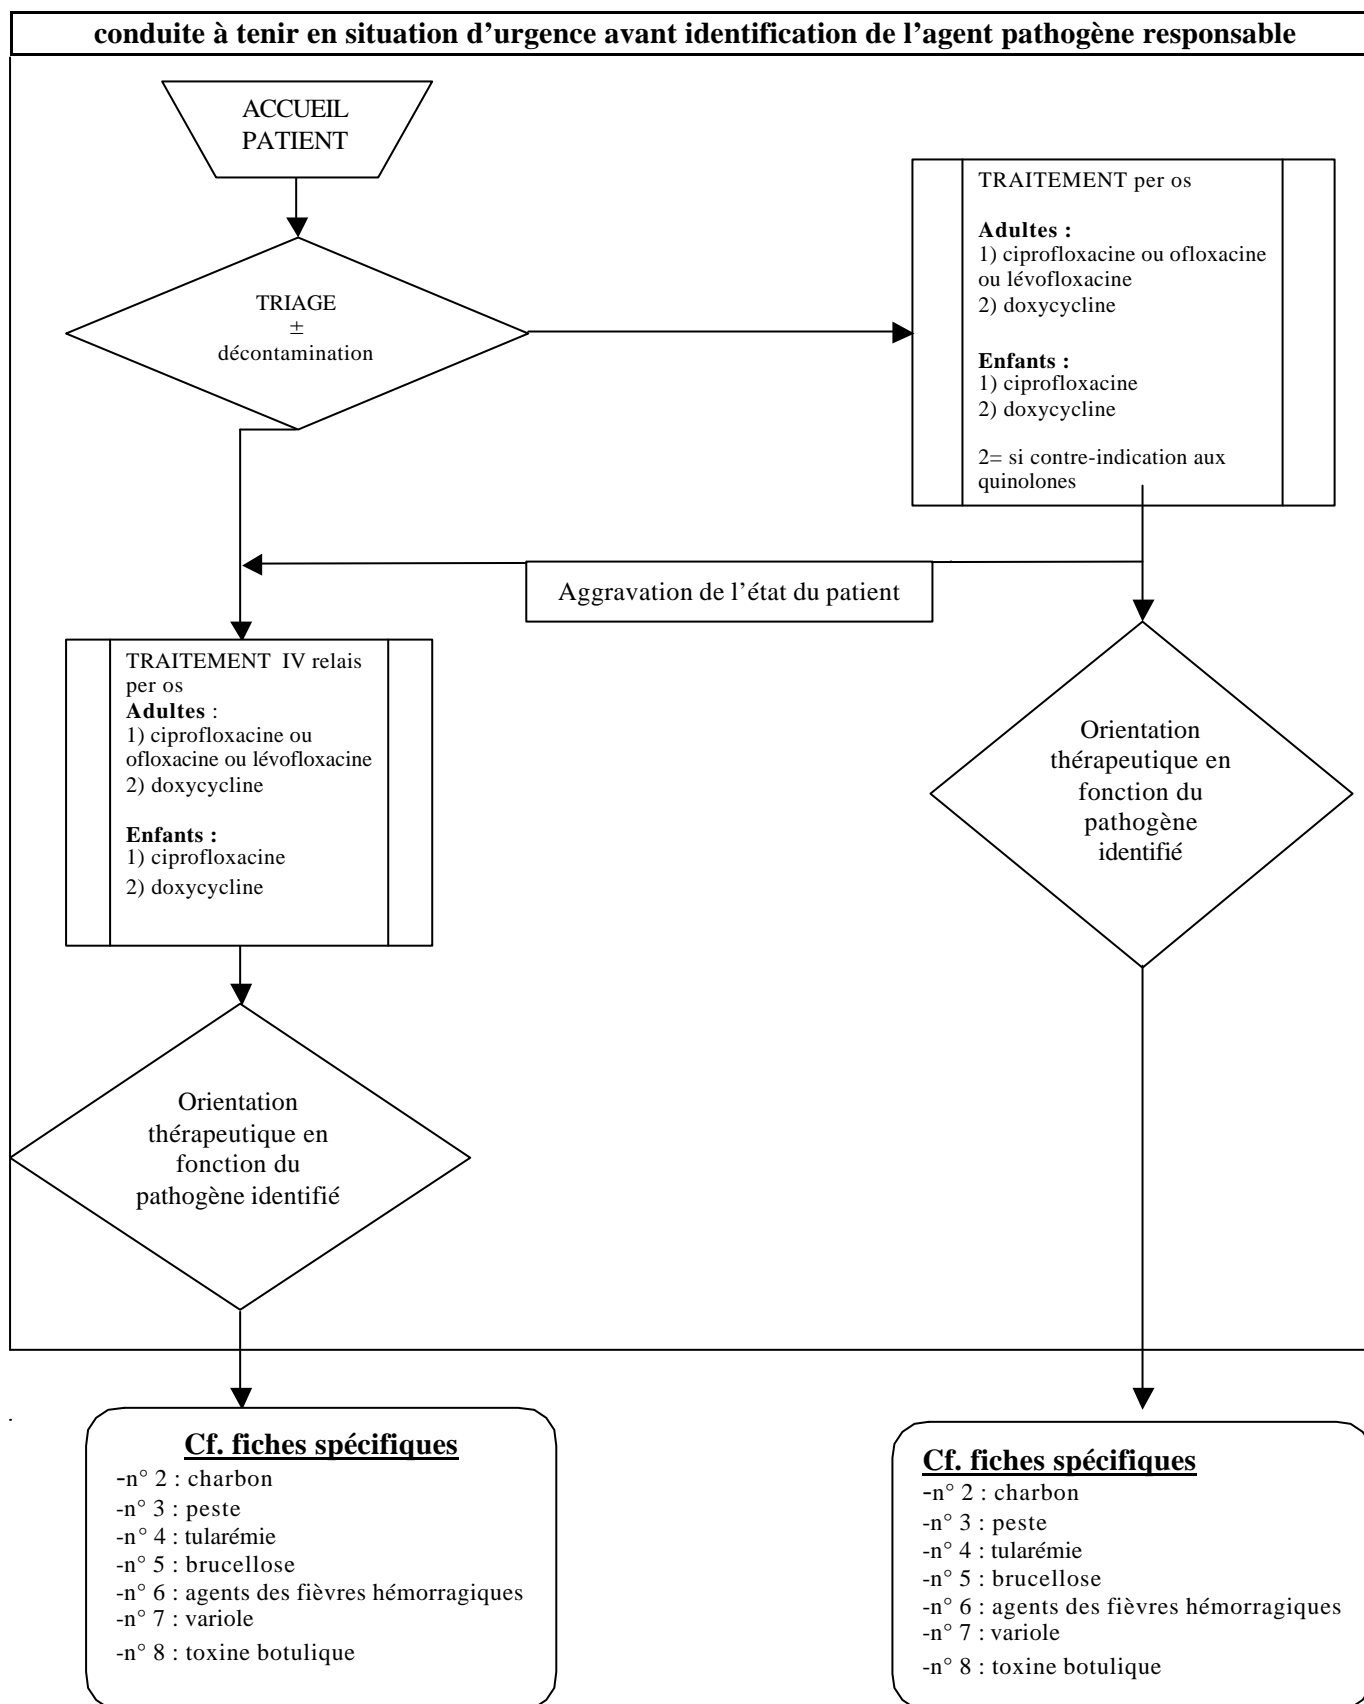 conduite à tenir en situation d’urgence avant identification de l’agent pathogène responsable
ACCUEIL
PATIENT
TRIAGE
±
décontamination
TRAITEMENT per os
Adultes :
1) ciprofloxacine ou ofloxacine
ou lévofloxacine
2) doxycycline
Enfants :
1) ciprofloxacine
2) doxycycline
2= si contre-indication aux
quinolones
Aggravation de l’état du patient
TRAITEMENT IV relais
per os
Adultes :
1) ciprofloxacine ou
ofloxacine ou lévofloxacine
2) doxycycline
Enfants :
1) ciprofloxacine
2) doxycycline
Orientation
thérapeutique en
fonction du
pathogène
identifié
Orientation
thérapeutique en
fonction du
pathogène identifié
Cf. fiches spécifiques
-n° 2 : charbon
-n° 3 : peste
-n° 4 : tularémie
-n° 5 : brucellose
-n° 6 : agents des fièvres hémorragiques
-n° 7 : variole
-n° 8 : toxine botulique
Cf. fiches spécifiques
-n° 2 : charbon
-n° 3 : peste
-n° 4 : tularémie
-n° 5 : brucellose
-n° 6 : agents des fièvres hémorragiques
-n° 7 : variole
-n° 8 : toxine botulique